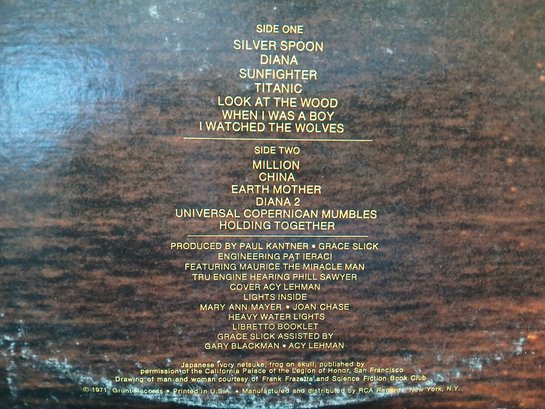 SIDE ONE
SILVER SPOON
DIANA
SUNFIGHTER
TITANIC
LOOK AT THE WOOD
WHEN I WAS A BOY
I WATCHED THE WOLVES
SIDE TWO
MILLION
CHINA
EARTH MOTHER
DIANA 2
UNIVERSAL COPERNICAN MUMBLES
HOLDING TOGETHER
PRODUCED BY PAUL KANTNER • GRACE SLICK
ENGINEERING PAT IERACI
FEATURING MAURICE THE MIRACLE MAN
TRU ENGINE HEARING PHILL SAWYER
COVER ACY LEHMAN
LIGHTS INSIDE
MARY ANN MAYER • JOAN CHASE
HEAVY WATER LIGHTS
LIBRETTO BOOKLET
GRACE SLICK ASSISTED BY
GARY BLACKMAN • ACY LEHMAN
Japanese ivory netsuke, frog on skull, published by
permission of the California Palace of the Legion of Honor, San Francisco
Drawing of man and woman courtesy of Frank Frazetta and Science Fiction Book Club
© 1971, Grunt Records • Printed in U.S.A. • Manufactured and distributed by RCA Records, New York, N.Y.